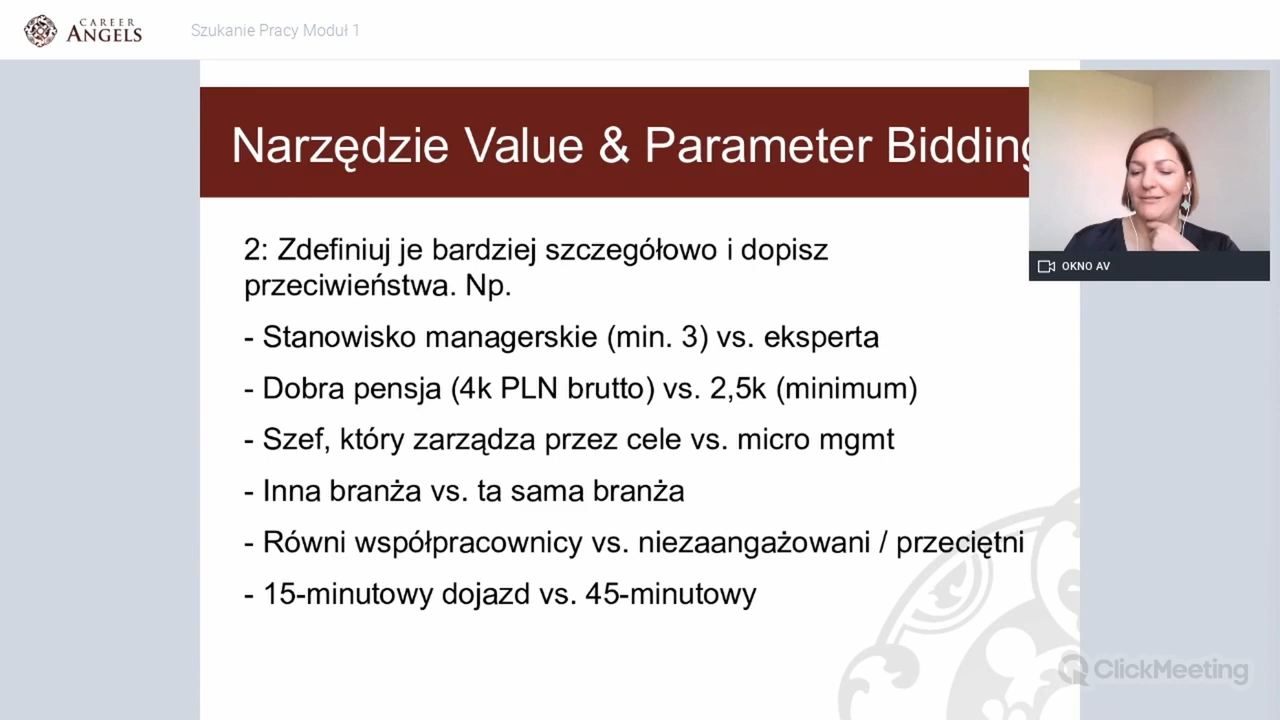 CAREER
ANGELS
Szukanie Pracy Moduł 1
Narzędzie Value & Parameter Bidding
OKNO AV
2: Zdefiniuj je bardziej szczegółowo i dopisz
przeciwieństwa. Np.
- Stanowisko managerskie (min. 3) vs. eksperta
- Dobra pensja (4k PLN brutto) vs. 2,5k (minimum)
- Szef, który zarządza przez cele vs. micro mgmt
- Inna branża vs. ta sama branża
- Równi współpracownicy vs. niezaangażowani / przeciętni
- 15-minutowy dojazd vs. 45-minutowy
ClickMeeting